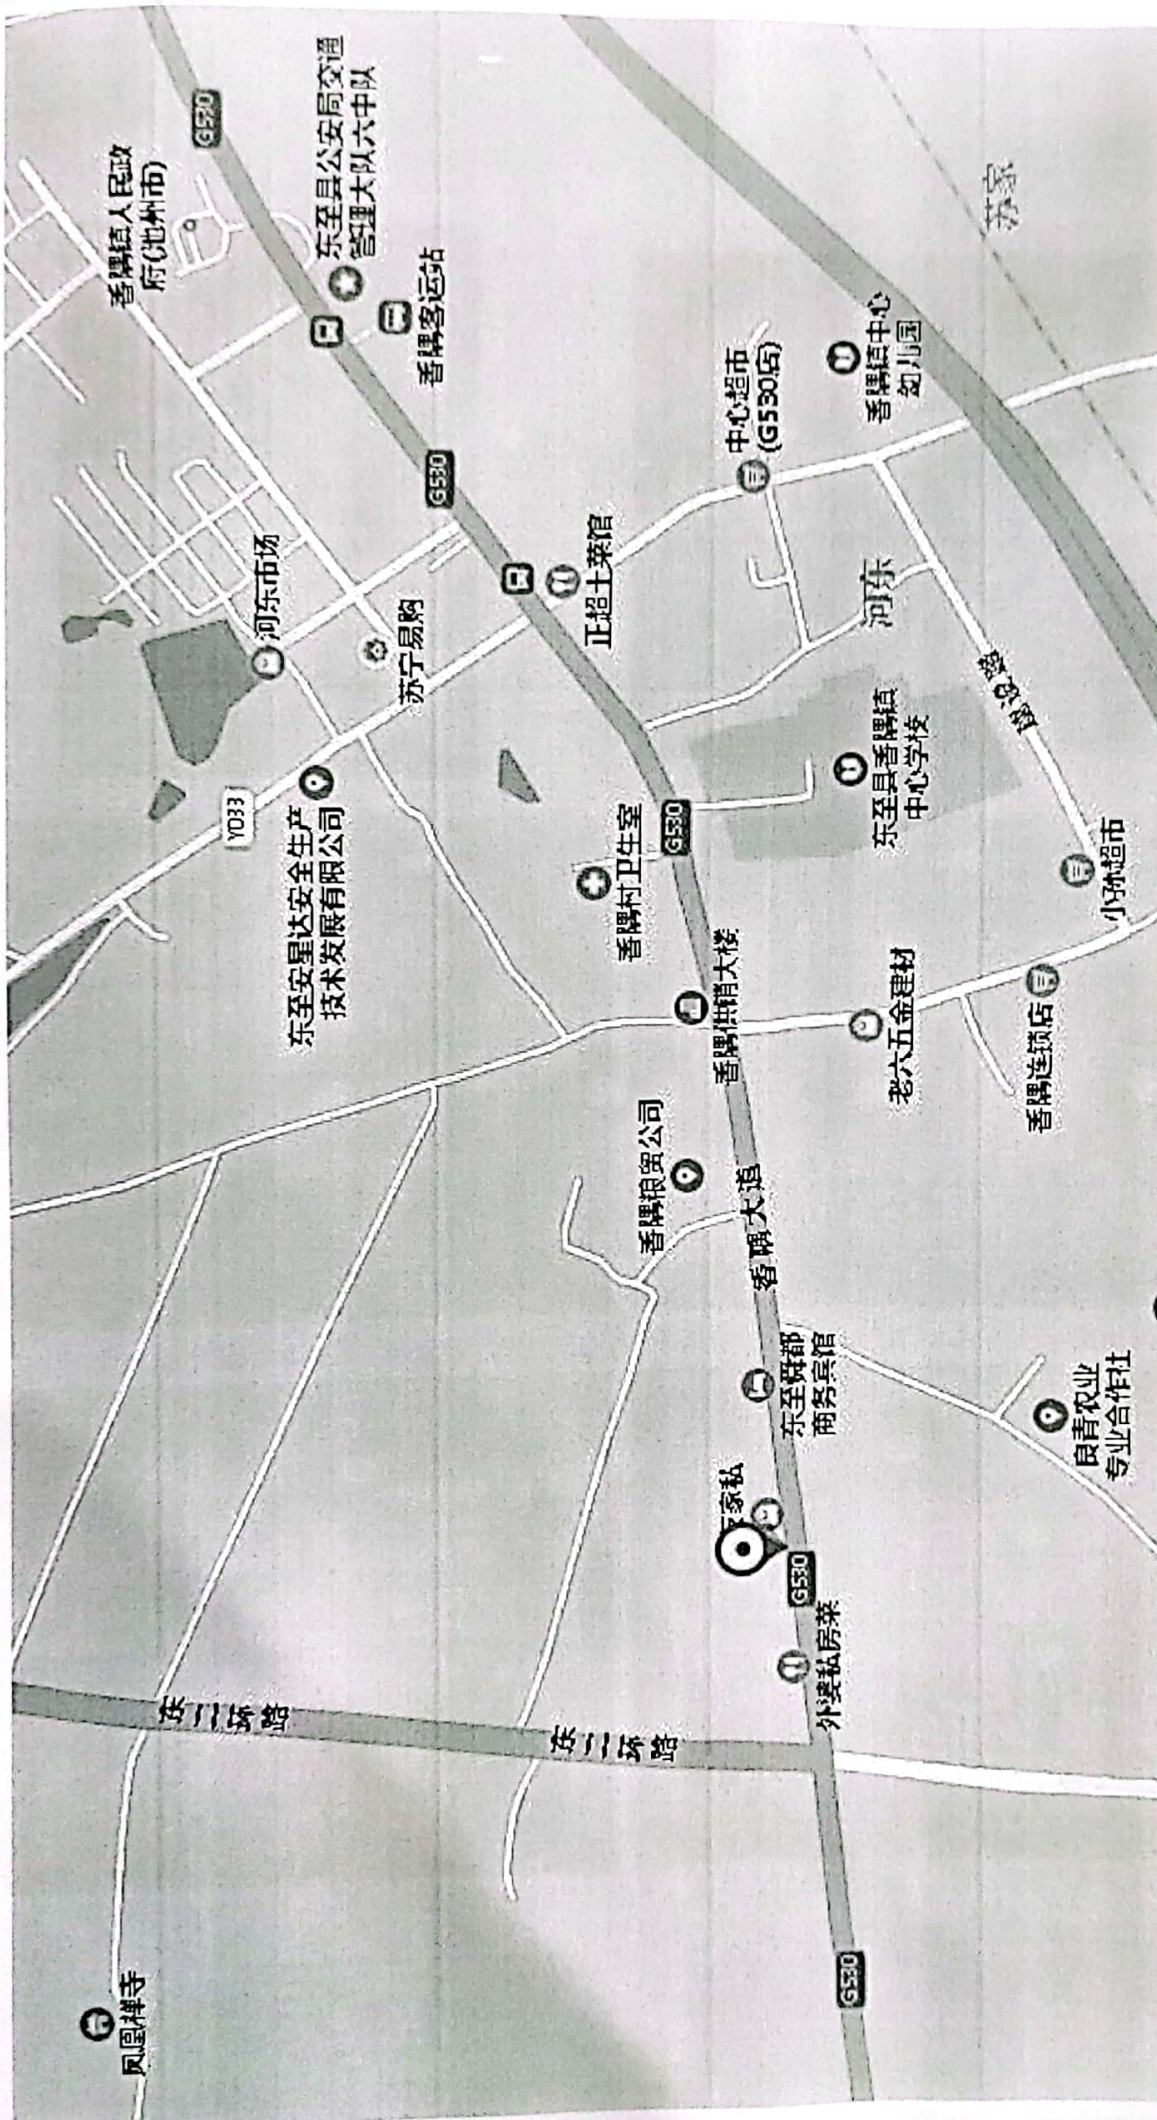 G530
东至县公安局交通
管理大队六中队
香隅镇人民政
府(池州市)
香隅客运站
苏家
香隅镇中心
幼儿园
中心超市
(G530店)
G530
正超土菜馆
河东市场
苏宁易购
河东
建设路
Y033
东至安星达安全生产
技术发展有限公司
东至县香隅镇
中心学校
G530
香隅村卫生室
小孙超市
香隅供销大楼
老六五金建材
香隅连锁店
香隅粮贸公司
香隅大道
东至舜都
商务宾馆
良青农业
专业合作社
家私
G530
外婆私房菜
东二环路
东二环路
凤凰禅寺
G530